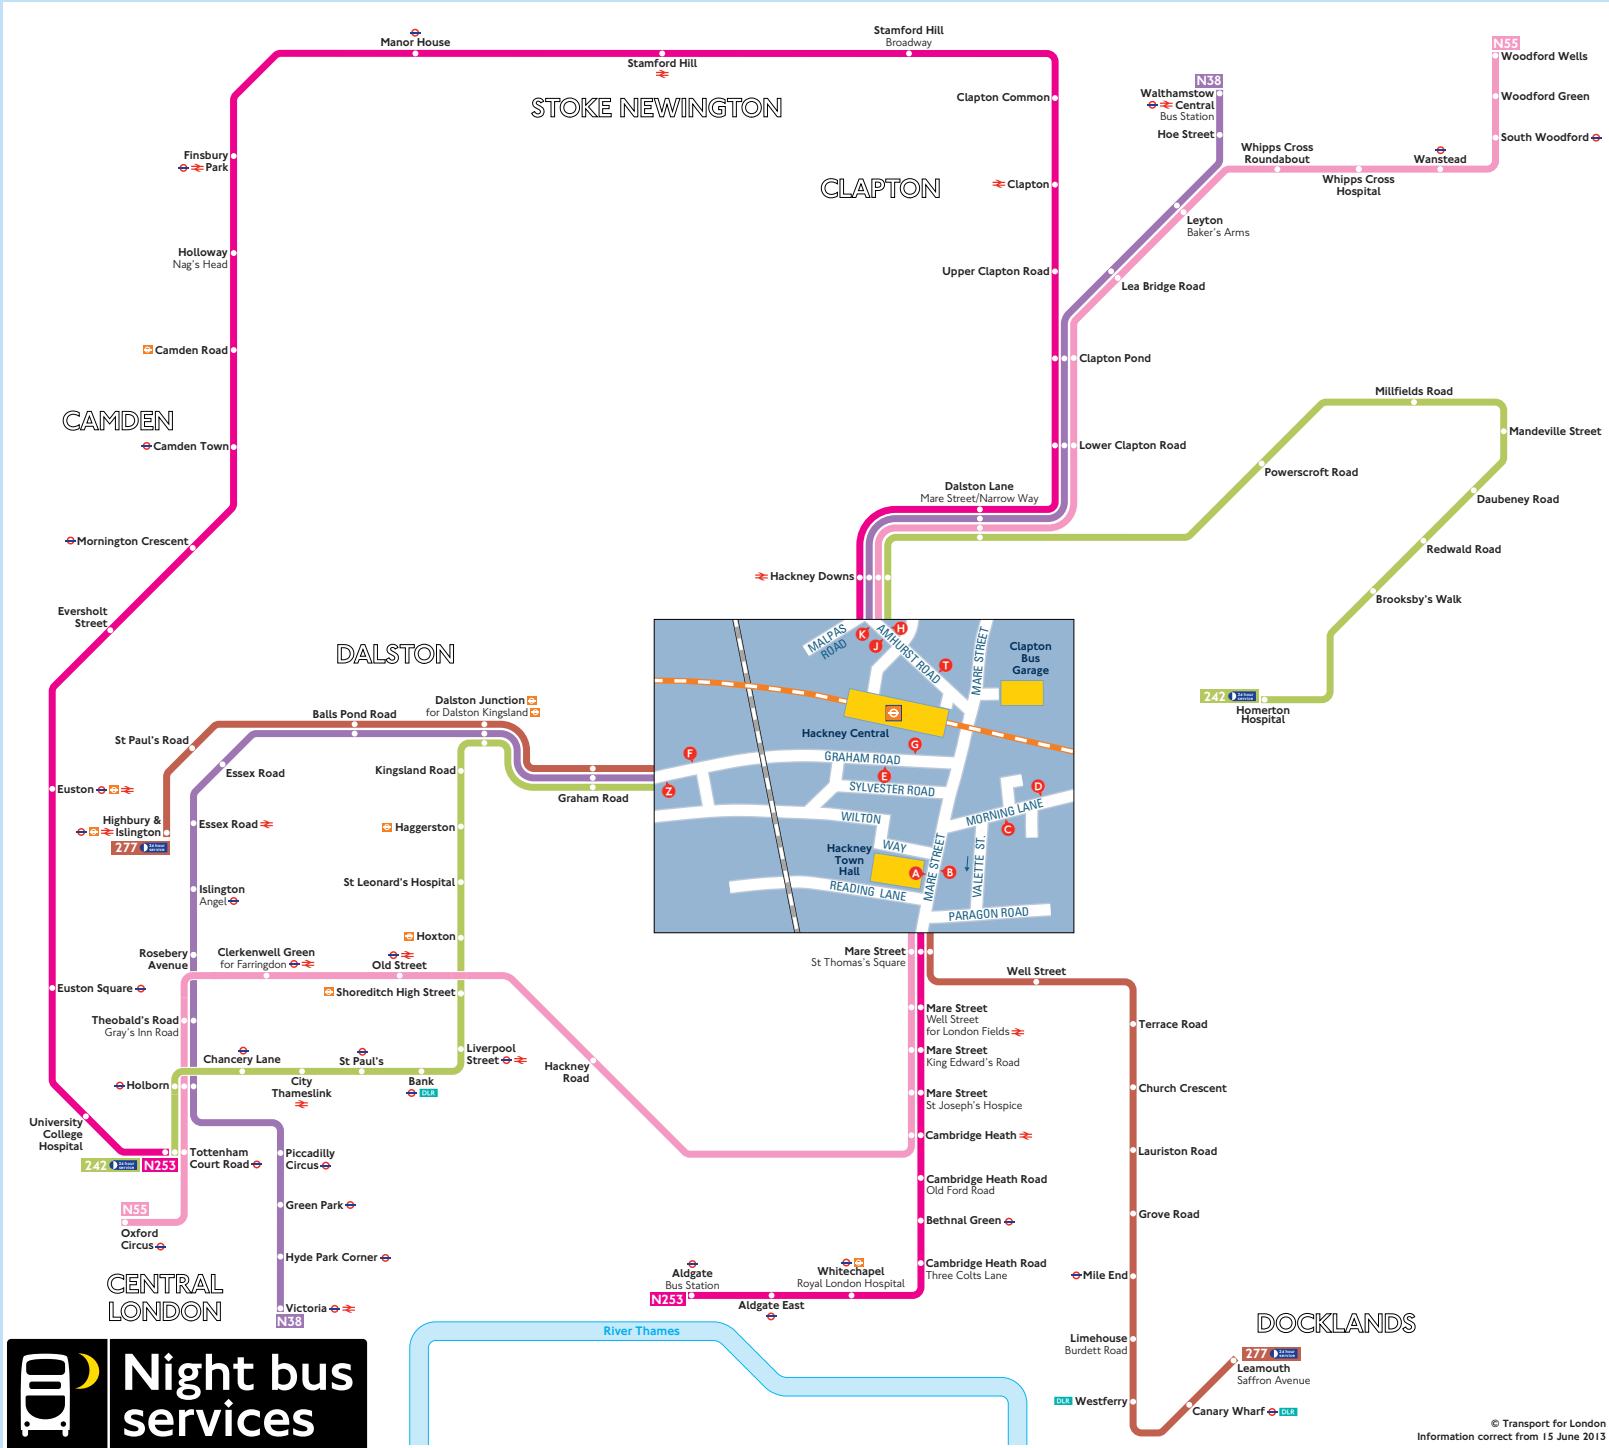 Manor House
Stamford Hill
Stamford Hill
Broadway
STOKE NEWINGTON
Clapton Common
N38
Walthamstow
Central
Bus Station
Hoe Street
N55
Woodford Wells
Woodford Green
South Woodford
Whipps Cross
Roundabout
Wanstead
Whipps Cross
Hospital
Finsbury
Park
CLAPTON
Clapton
Leyton
Baker's Arms
Holloway
Nag's Head
Upper Clapton Road
Lea Bridge Road
Camden Road
Clapton Pond
CAMDEN
Camden Town
Lower Clapton Road
Millfields Road
Mandeville Street
Powerscroft Road
Daubeney Road
Dalston Lane
Mare Street/Narrow Way
Mornington Crescent
Redwald Road
Hackney Downs
Brooksby's Walk
Eversholt
Street
DALSTON
242
24 hour
service
Homerton
Hospital
Dalston Junction
for Dalston Kingsland
Balls Pond Road
St Paul's Road
Essex Road
Kingsland Road
Graham Road
Euston
Highbury &
Islington
277
24 hour
service
Essex Road
Haggerston
St Leonard's Hospital
Islington
Angel
Hoxton
MALPAS
ROAD
K
J
H
AMHURST ROAD
T
MARE STREET
Clapton
Bus
Garage
Hackney Central
F
G
GRAHAM ROAD
E
Z
SYLVESTER ROAD
D
WILTON
WAY
MORNING LANE
C
Hackney
Town
Hall
A
B
MARE STREET
VALETTE ST.
READING LANE
PARAGON ROAD
Rosebery
Avenue
Clerkenwell Green
for Farringdon
Old Street
Mare Street
St Thomas's Square
Well Street
Euston Square
Shoreditch High Street
Theobald's Road
Gray's Inn Road
Mare Street
Well Street
for London Fields
Terrace Road
Chancery Lane
St Paul's
Liverpool
Street
Mare Street
King Edward's Road
Hackney
Road
Holborn
City
Thameslink
Bank
DLR
Mare Street
St Joseph's Hospice
Church Crescent
University
College
Hospital
Cambridge Heath
242
24 hour
service
N253
Tottenham
Court Road
Piccadilly
Circus
Lauriston Road
Cambridge Heath Road
Old Ford Road
N55
Oxford
Circus
Green Park
Bethnal Green
Grove Road
Hyde Park Corner
Cambridge Heath Road
Three Colts Lane
Mile End
Aldgate
Bus Station
Whitechapel
Royal London Hospital
N253
Aldgate East
CENTRAL
LONDON
Victoria
N38
River Thames
DOCKLANDS
Limehouse
Burdett Road
277
24 hour
service
Leamouth
Saffron Avenue
DLR
Westferry
Canary Wharf
DLR
Night bus
services
© Transport for London
Information correct from 15 June 2013